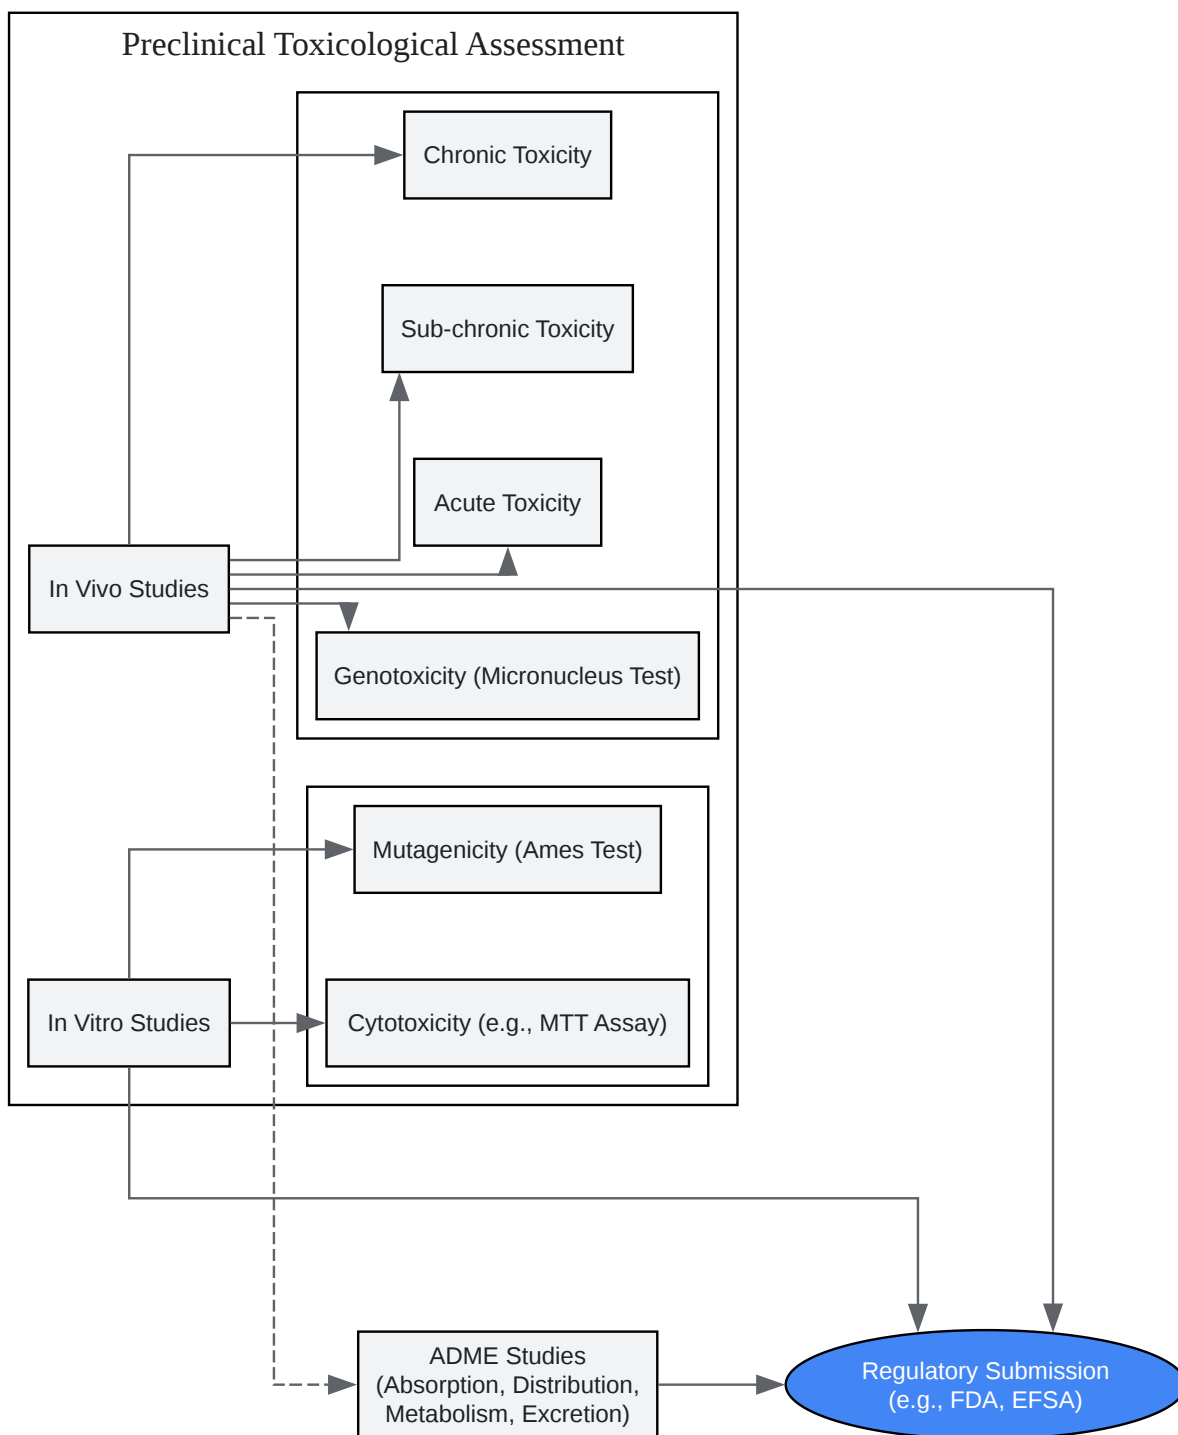 Preclinical Toxicological Assessment
Chronic Toxicity
Sub-chronic Toxicity
Acute Toxicity
In Vivo Studies
Genotoxicity (Micronucleus Test)
Mutagenicity (Ames Test)
In Vitro Studies
Cytotoxicity (e.g., MTT Assay)
ADME Studies
(Absorption, Distribution,
Metabolism, Excretion)
Regulatory Submission
(e.g., FDA, EFSA)